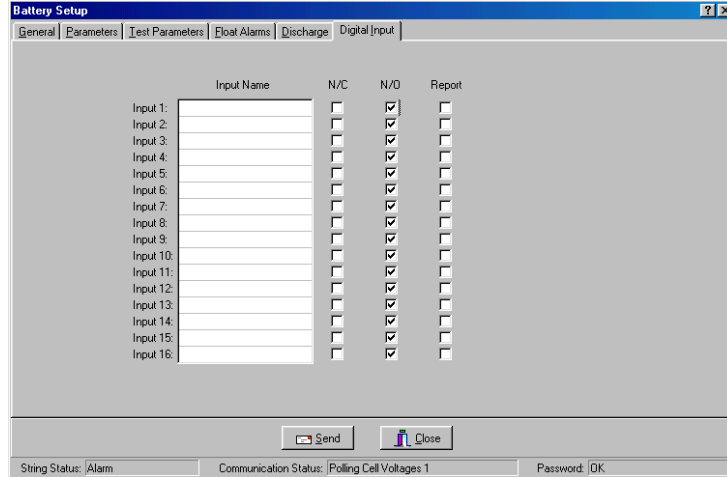 Battery Setup
General Parameters Test Parameters Float Alarms Discharge Digital Input
Input Name N/C N/O Report
Input 1:
Input 2:
Input 3:
Input 4:
Input 5:
Input 6:
Input 7:
Input 8:
Input 9:
Input 10:
Input 11:
Input 12:
Input 13:
Input 14:
Input 15:
Input 16:
Send Close
String Status: Alarm Communication Status: Polling Cell Voltages 1 Password: OK